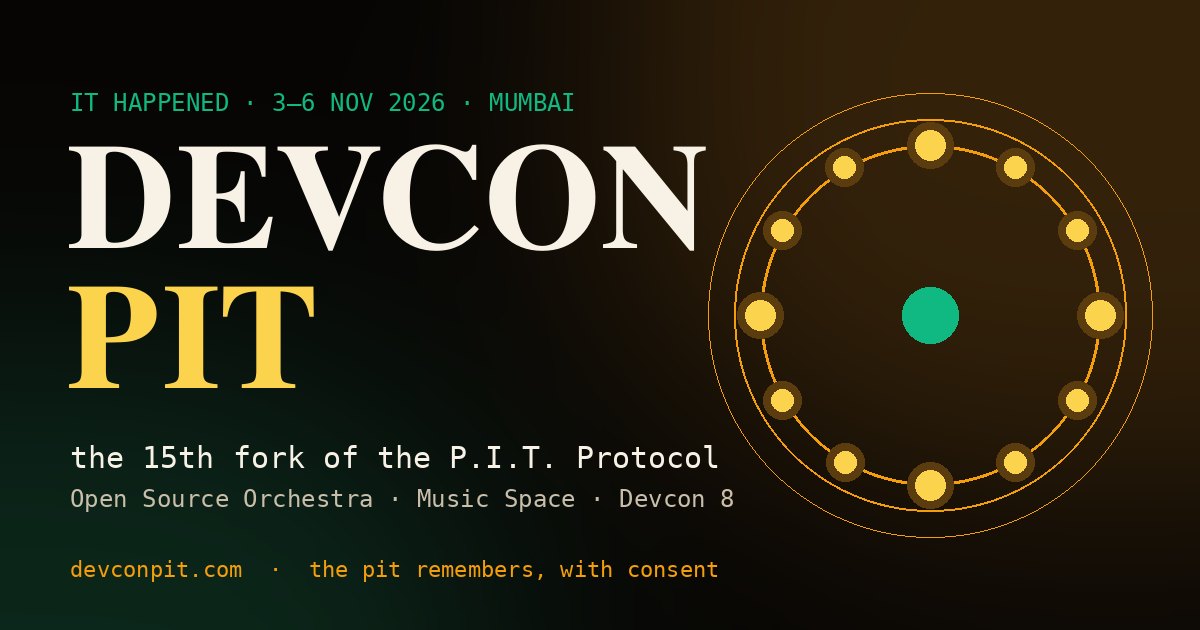 IT HAPPENED · 3–6 NOV 2026 · MUMBAI
DEVCON
PIT
the 15th fork of the P.I.T. Protocol
Open Source Orchestra · Music Space · Devcon 8
devconpit.com · the pit remembers, with consent